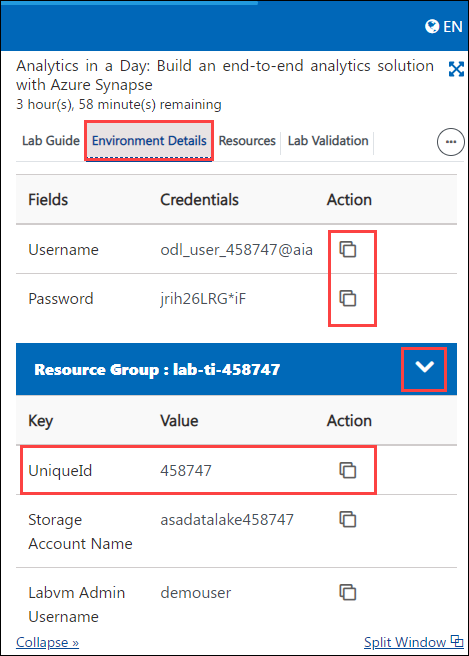 EN
Analytics in a Day: Build an end-to-end analytics solution
with Azure Synapse
3 hour(s), 58 minute(s) remaining
Lab Guide Environment Details Resources Lab Validation
Fields Credentials Action
Username odl_user_458747@aia
Password jrih26LRG*iF
Resource Group : lab-ti-458747
Key Value Action
UniqueId 458747
Storage asadatalake458747
Account Name
Labvm Admin demouser
Username
Collapse » Split Window